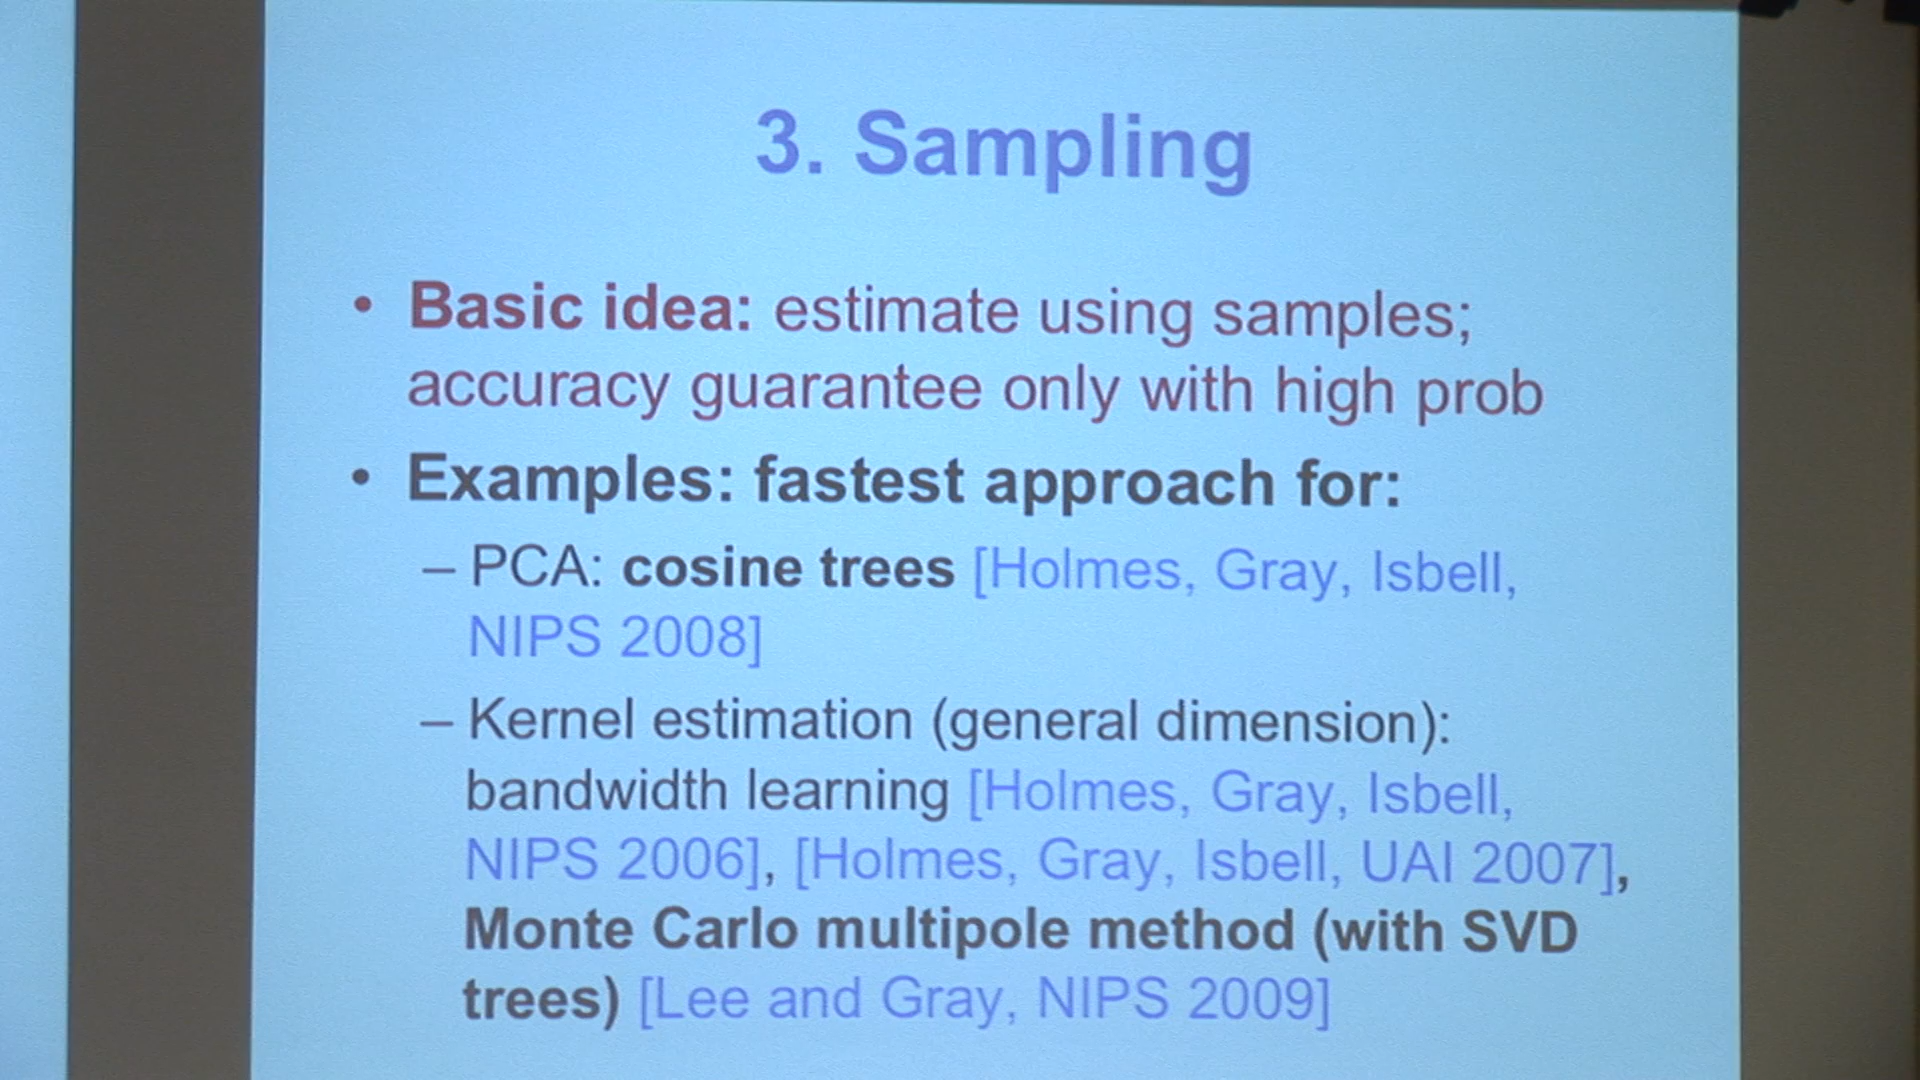 3. Sampling
• Basic idea: estimate using samples;
accuracy guarantee only with high prob
• Examples: fastest approach for:
– PCA: cosine trees [Holmes, Gray, Isbell,
NIPS 2008]
– Kernel estimation (general dimension):
bandwidth learning [Holmes, Gray, Isbell,
NIPS 2006], [Holmes, Gray, Isbell, UAI 2007],
Monte Carlo multipole method (with SVD
trees) [Lee and Gray, NIPS 2009]